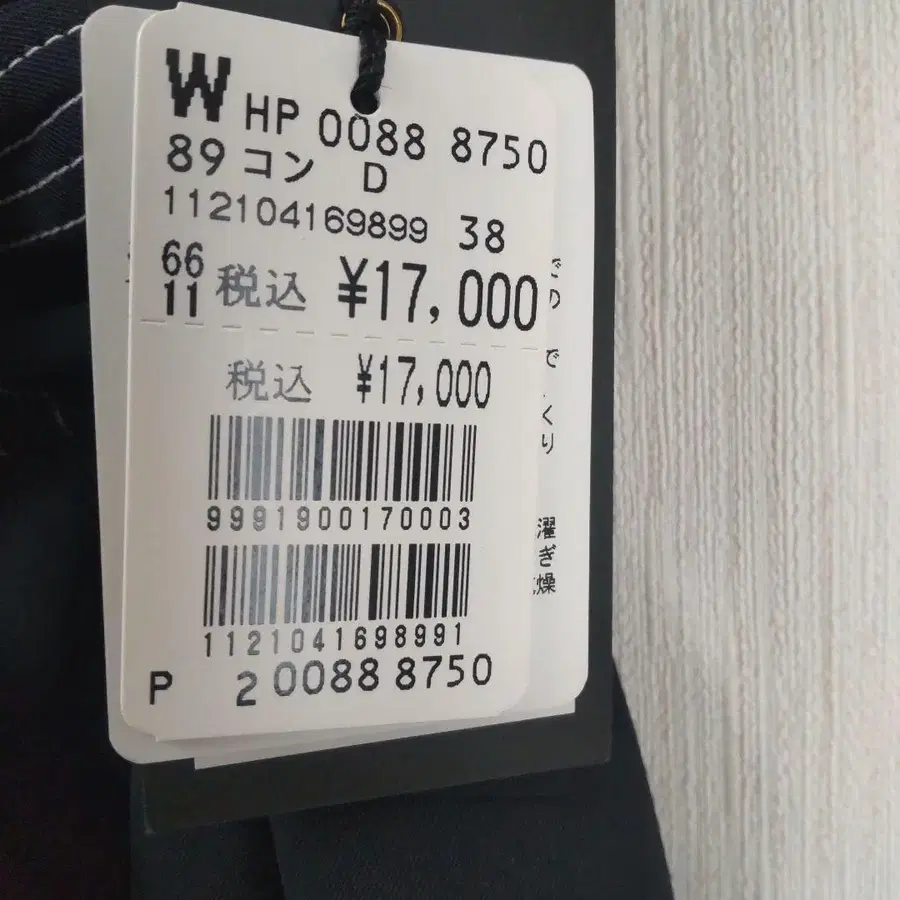 W HP 0088 8750
89 コン D
112104169899 38
66
11 税込 ¥17,000
税込 ¥17,000
9991900170003
1121041698991
P 2 0088 8750
で
くり
濯
ぎ
燥